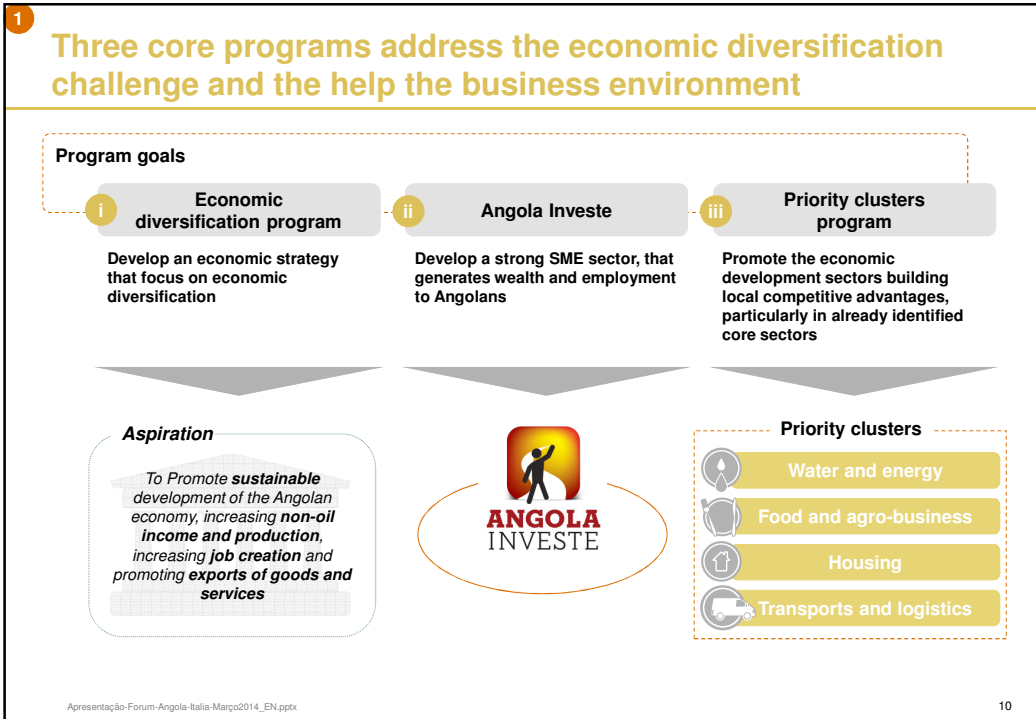 1
Three core programs address the economic diversification
challenge and the help the business environment
Program goals
i
Economic
diversification program
Develop an economic strategy
that focus on economic
diversification
ii
Angola Investe
Develop a strong SME sector, that
generates wealth and employment
to Angolans
iii
Priority clusters
program
Promote the economic
development sectors building
local competitive advantages,
particularly in already identified
core sectors
Aspiration
To Promote sustainable
development of the Angolan
economy, increasing non-oil
income and production,
increasing job creation and
promoting exports of goods and
services
ANGOLA
INVESTE
Priority clusters
Water and energy
Food and agro-business
Housing
Transports and logistics
Apresentação-Forum-Angola-Italia-Março2014_EN.pptx
10